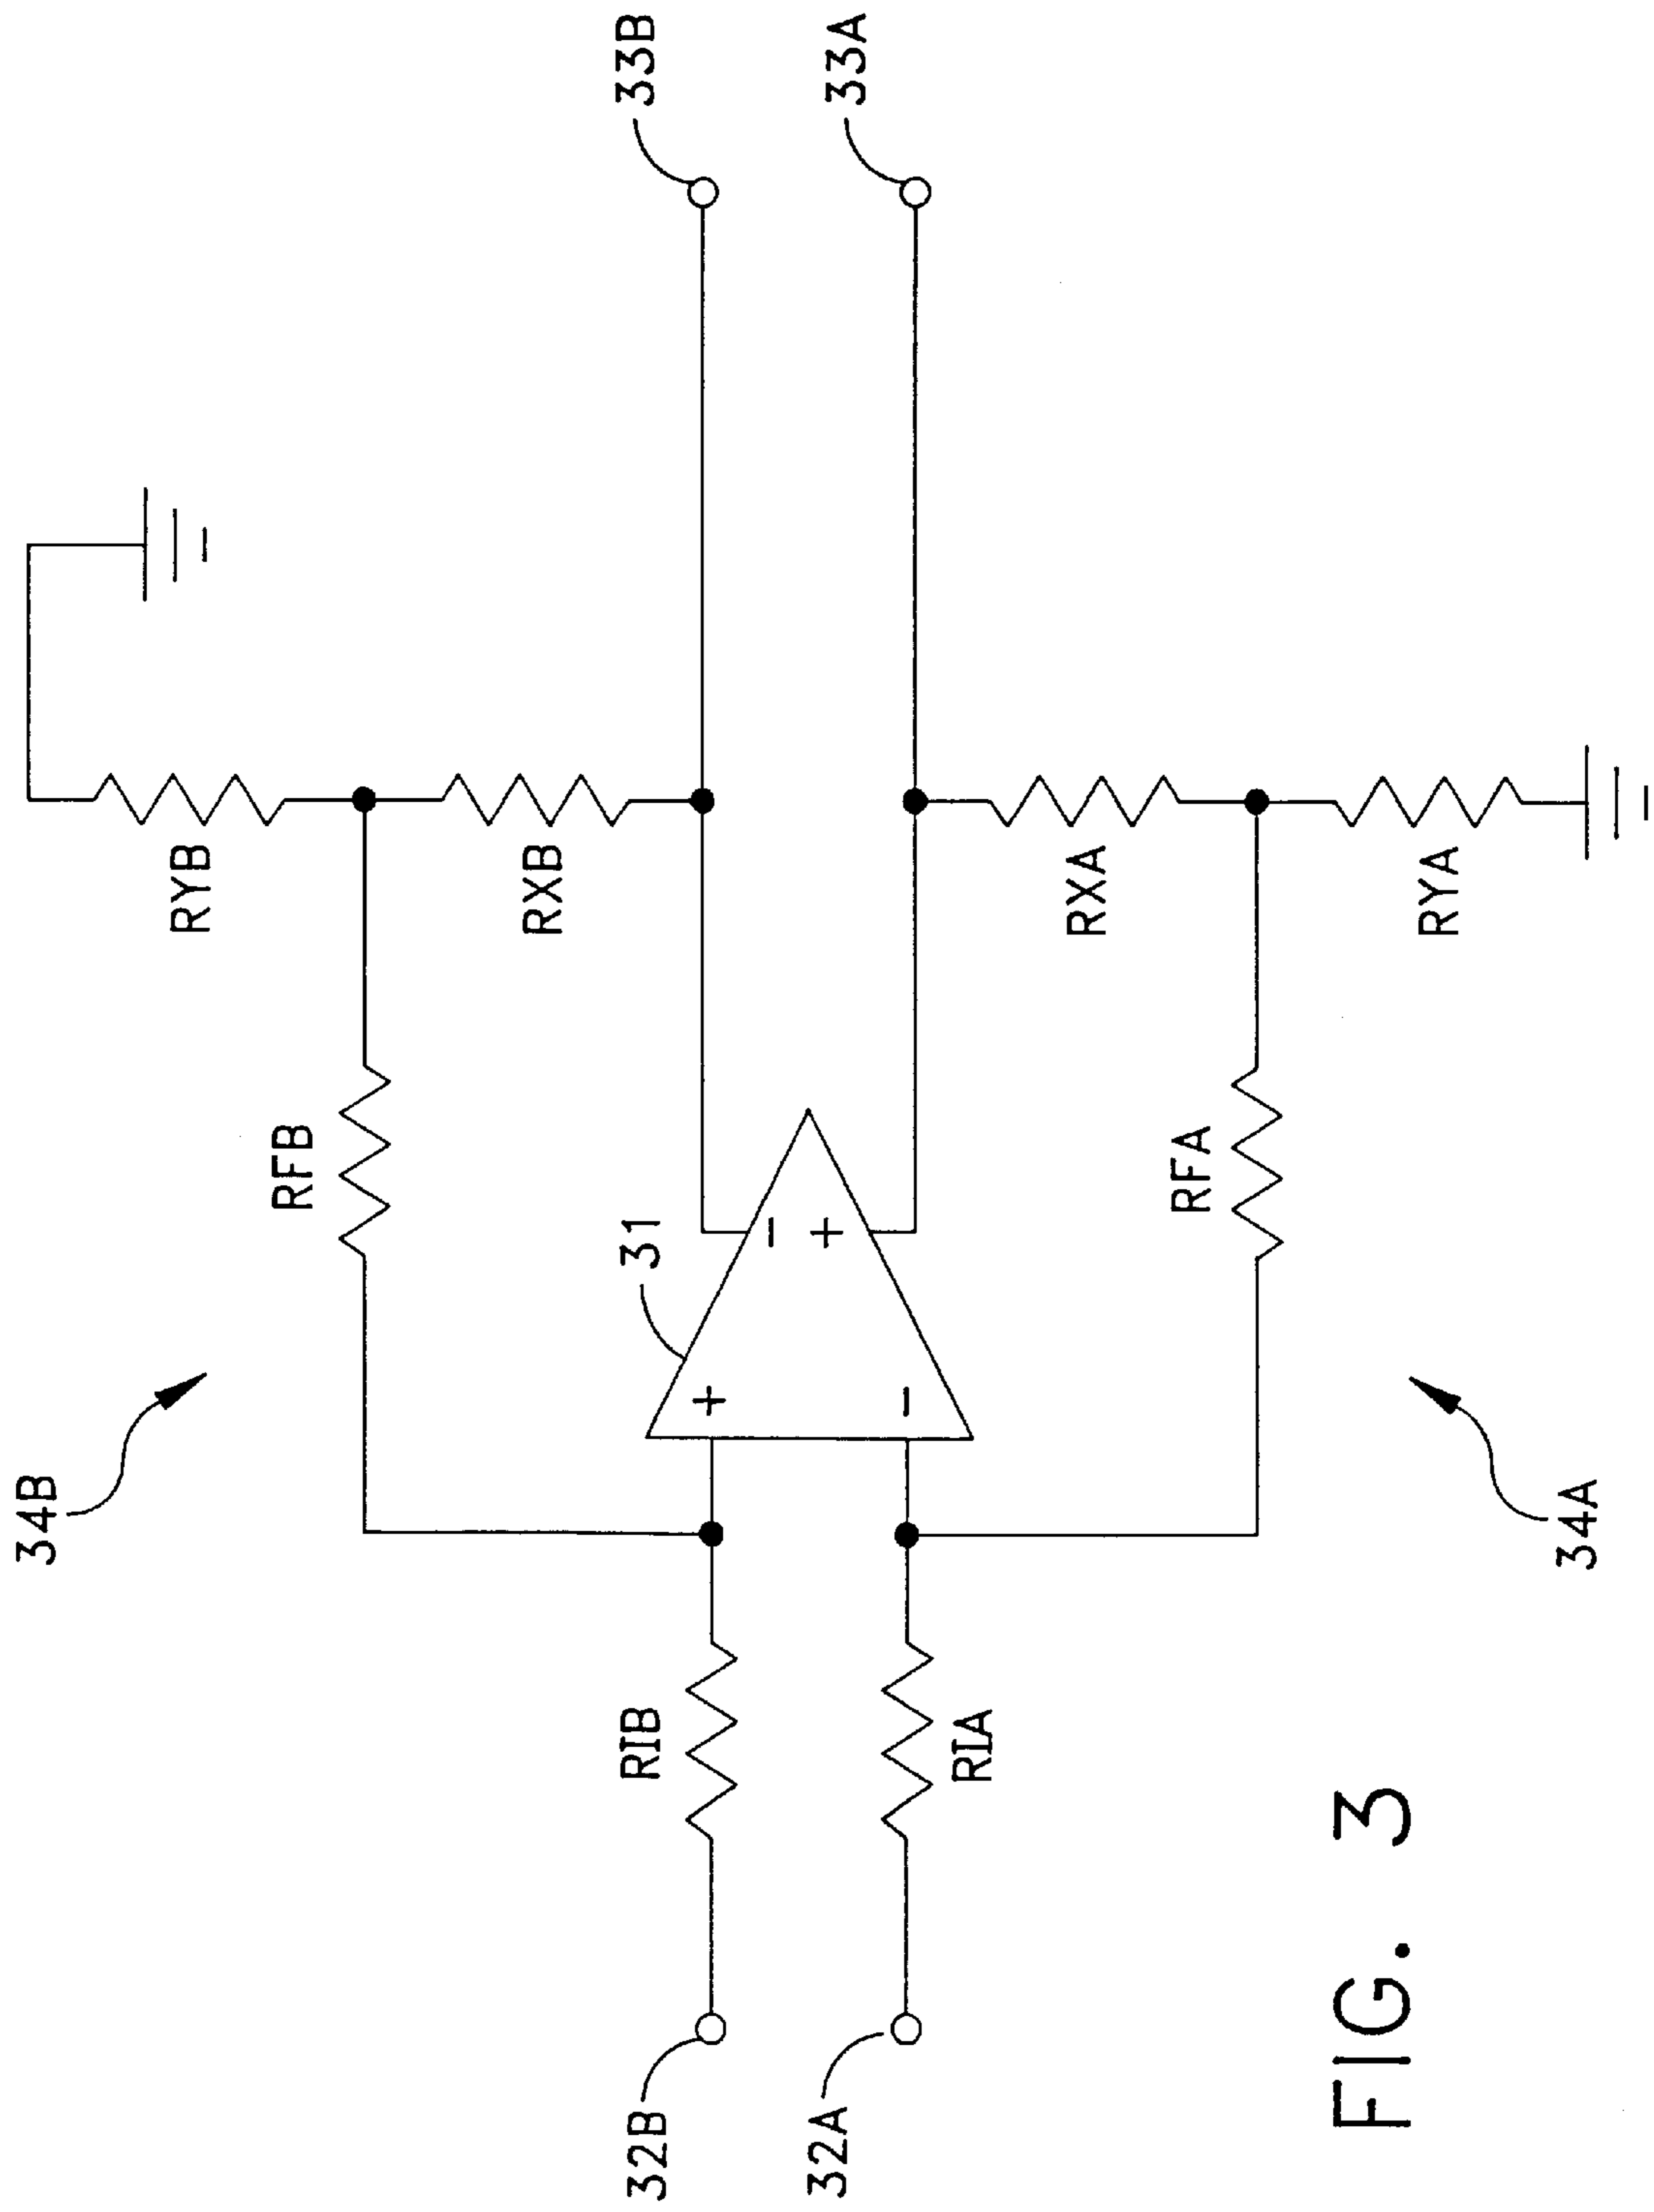 34B
RYB
RFB
RXB
33B
31
+
−
32B
RIB
+
−
33A
32A
RIA
RXA
RFA
RYA
34A
FIG. 3